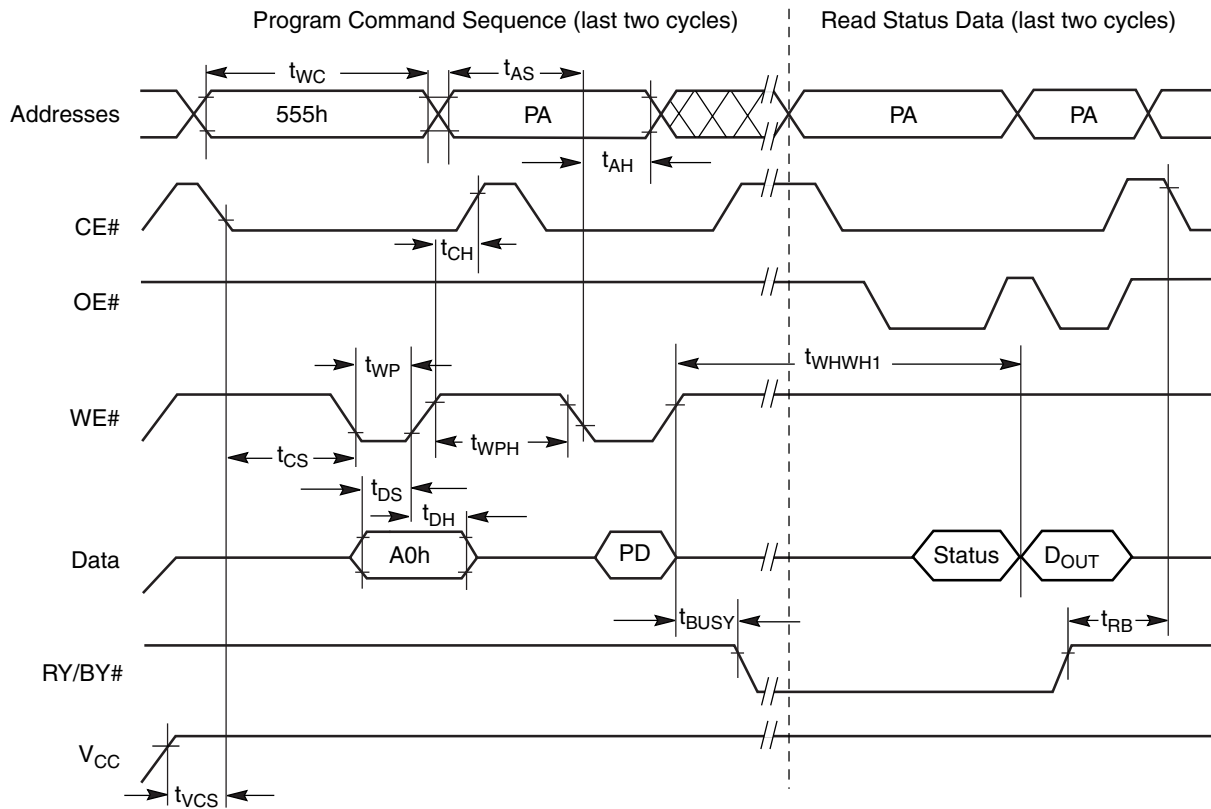 Program Command Sequence (last two cycles)
Read Status Data (last two cycles)
tWC
tAS
Addresses
555h
PA
PA
PA
tAH
CE#
tCH
OE#
tWP
tWHWH1
WE#
tCS
tWPH
tDS
tDH
Data
A0h
PD
Status
DOUT
tBUSY
tRB
RY/BY#
VCC
tVCS